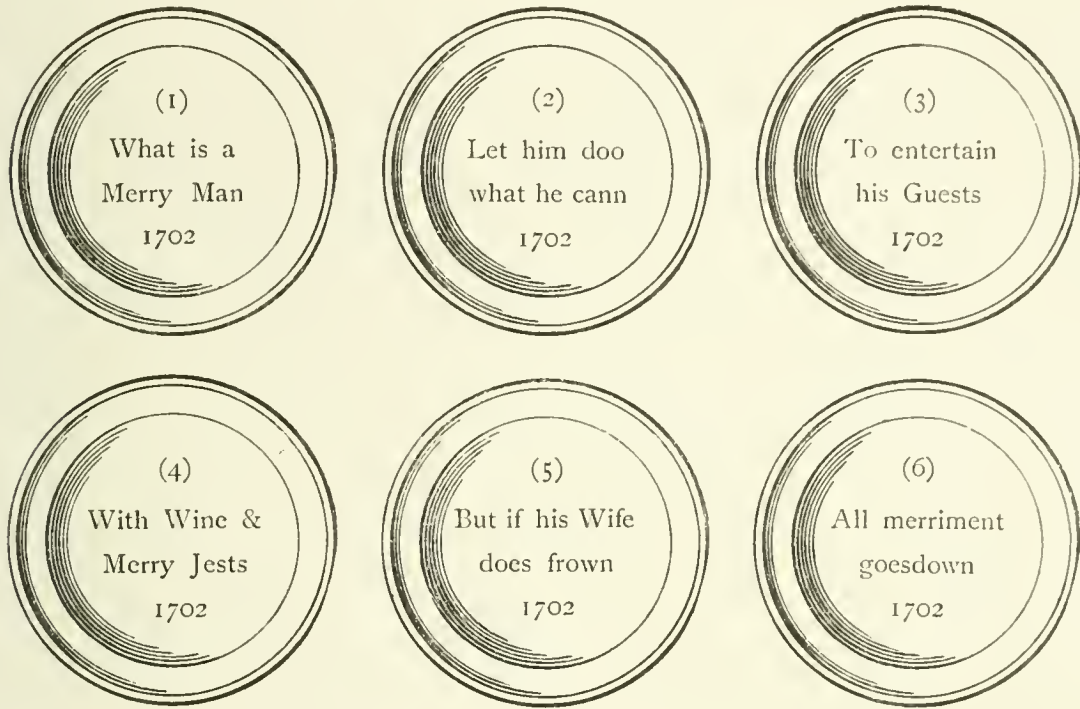 (1)
What is a
Merry Man
1702
(2)
Let him doo
what he cann
1702
(3)
To entertain
his Guests
1702
(4)
With Wine &
Merry Jests
1702
(5)
But if his Wife
does frown
1702
(6)
All merriment
goesdown
1702